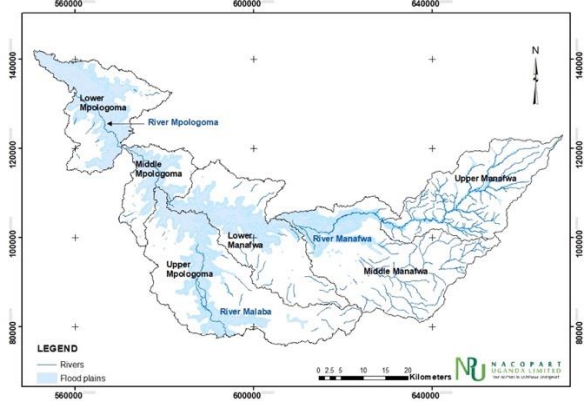 560000 600000 640000
140000
140000
N
Lower
Mpologoma
River Mpologoma
120000
120000
Middle
Mpologoma
Upper Manafwa
Lower
Manafwa
River Manafwa
100000
100000
Upper
Mpologoma
Middle Manafwa
River Malaba
80000
80000
LEGEND
Rivers
Flood plains
0 2.5 5 10 15 20
Kilometers
NPU NACOPART
UGANDA LIMITED
560000 600000 640000